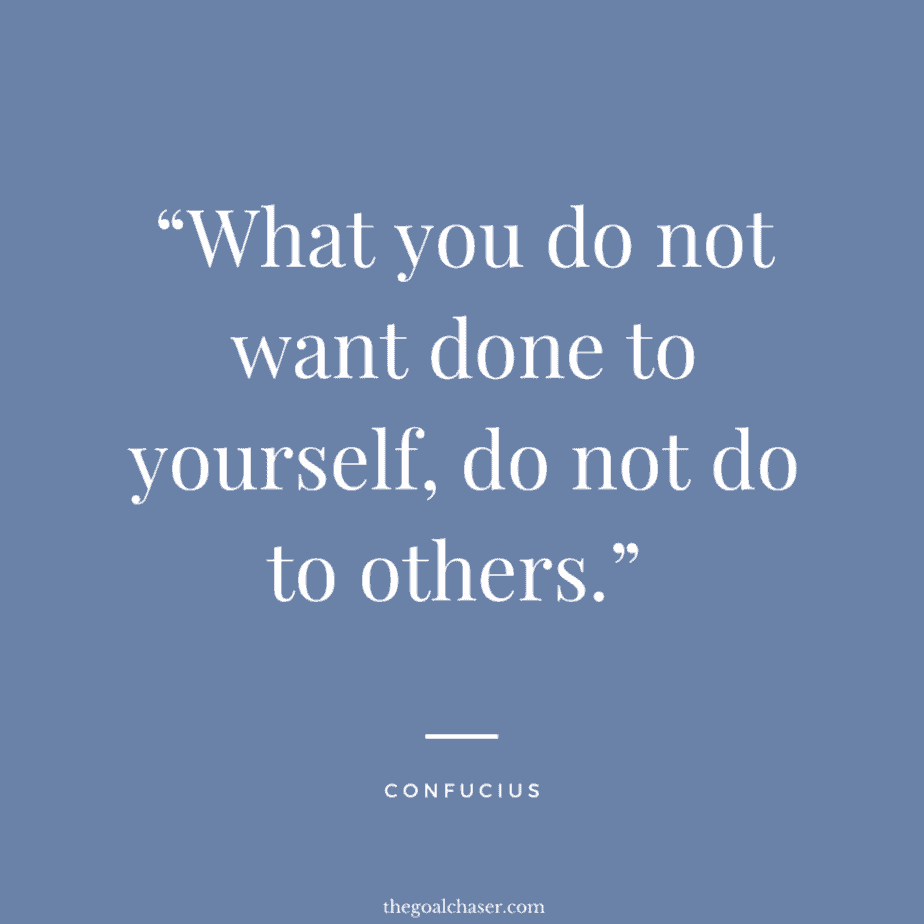 “What you do not
want done to
yourself, do not do
to others.”
CONFUCIUS
thegoalchaser.com